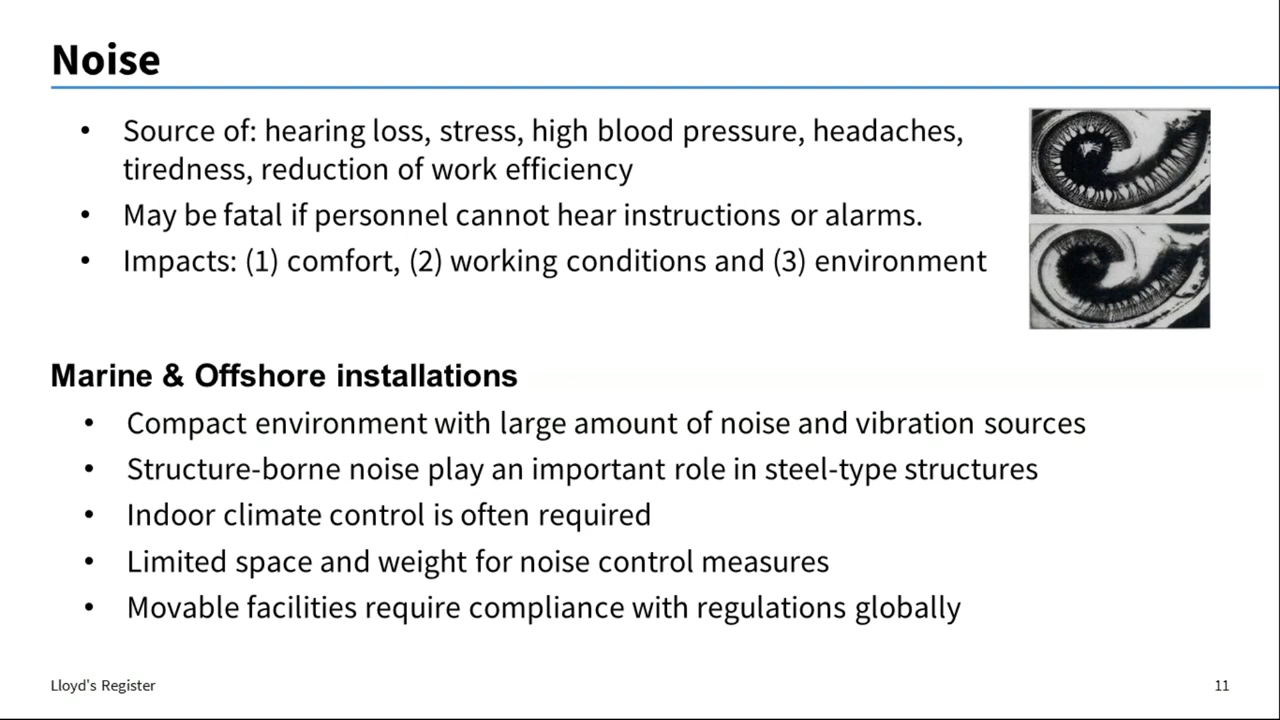 Noise
• Source of: hearing loss, stress, high blood pressure, headaches,
tiredness, reduction of work efficiency
• May be fatal if personnel cannot hear instructions or alarms.
• Impacts: (1) comfort, (2) working conditions and (3) environment
Marine & Offshore installations
• Compact environment with large amount of noise and vibration sources
• Structure-borne noise play an important role in steel-type structures
• Indoor climate control is often required
• Limited space and weight for noise control measures
• Movable facilities require compliance with regulations globally
Lloyd's Register
11